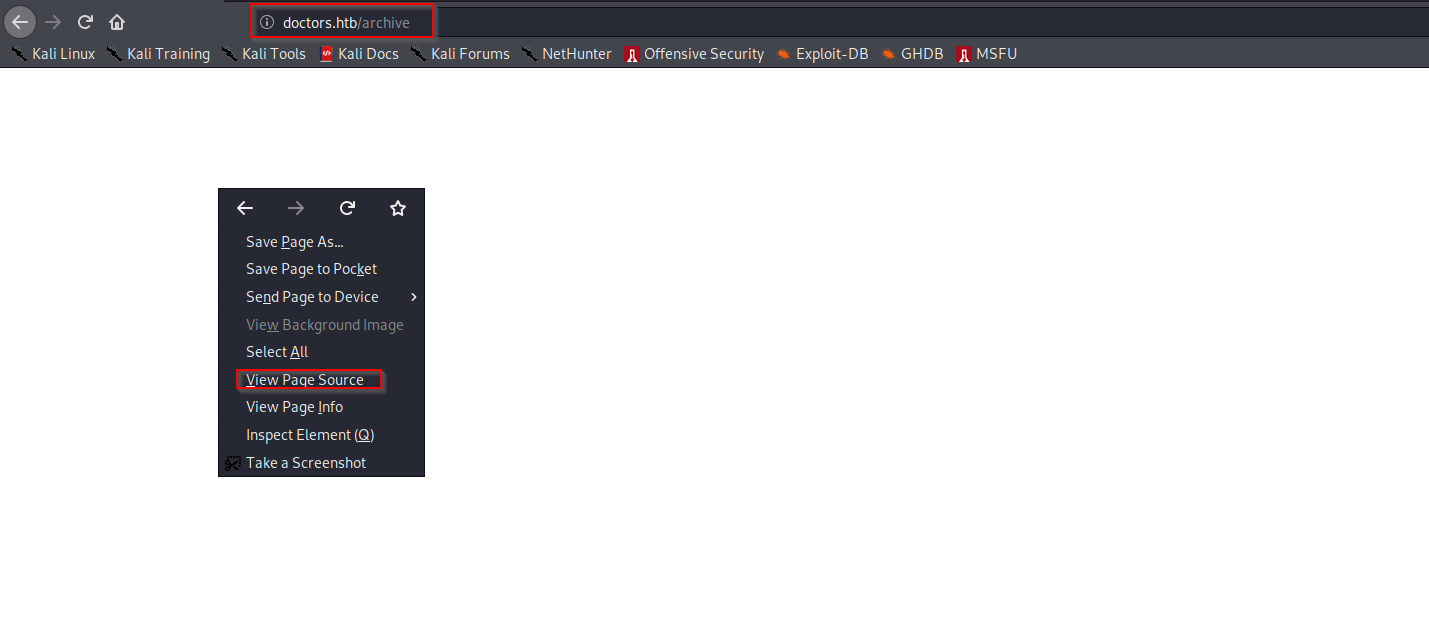 doctors.htb/archive
Kali Linux Kali Training Kali Tools Kali Docs Kali Forums NetHunter Offensive Security Exploit-DB GHDB MSFU
Save Page As...
Save Page to Pocket
Send Page to Device
View Background Image
Select All
View Page Source
View Page Info
Inspect Element (Q)
Take a Screenshot